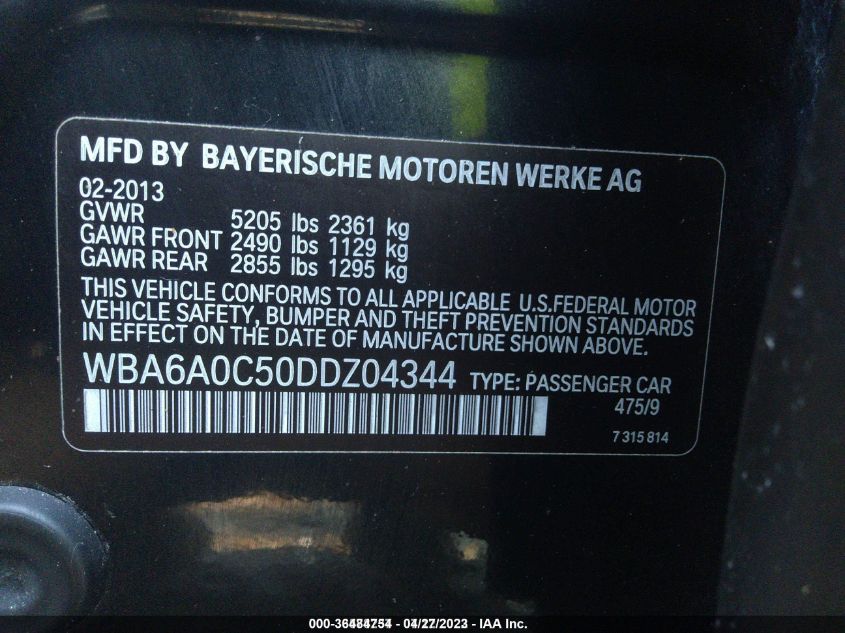 MFD BY BAYERISCHE MOTOREN WERKE AG
02-2013
GVWR 5205 lbs 2361 kg
GAWR FRONT 2490 lbs 1129 kg
GAWR REAR 2855 lbs 1295 kg
THIS VEHICLE CONFORMS TO ALL APPLICABLE U.S.FEDERAL MOTOR
VEHICLE SAFETY, BUMPER AND THEFT PREVENTION STANDARDS
IN EFFECT ON THE DATE OF MANUFACTURE SHOWN ABOVE.
WBA6A0C50DDZ04344 TYPE: PASSENGER CAR
475/9
7 315 814
- IAA Inc.